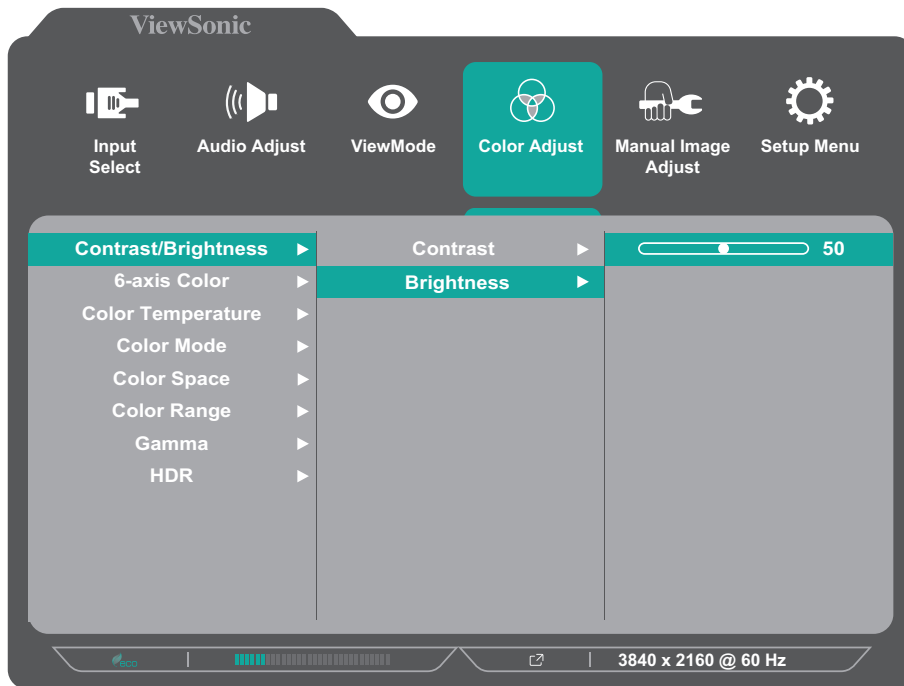 ViewSonic
Input
Select
Audio Adjust
ViewMode
Color Adjust
Manual Image
Adjust
Setup Menu
Contrast/Brightness
Contrast
50
6-axis Color
Brightness
Color Temperature
Color Mode
Color Space
Color Range
Gamma
HDR
eco
3840 x 2160 @ 60 Hz